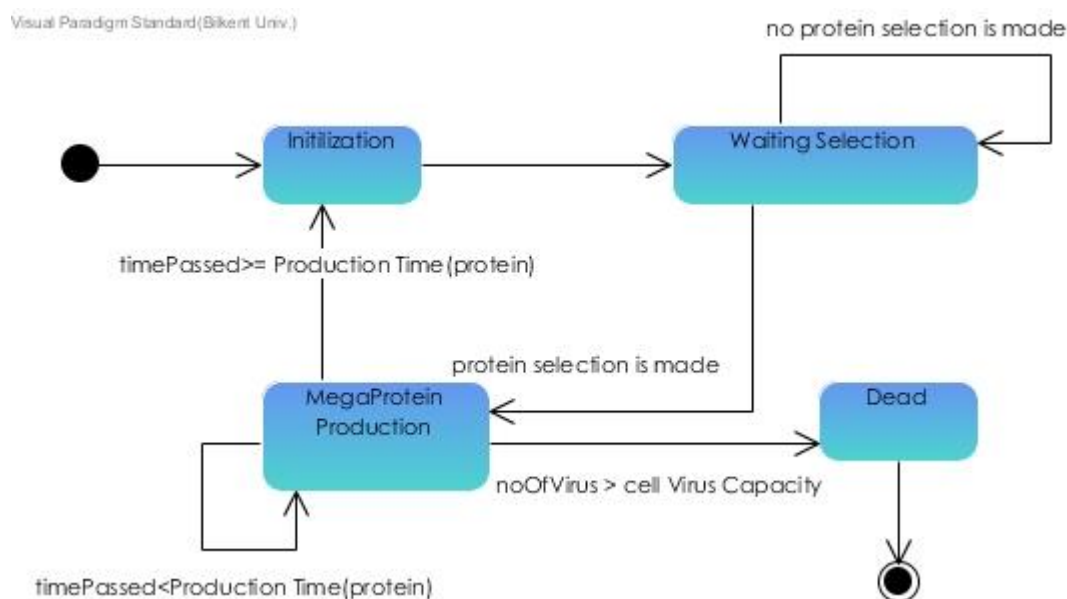 Visual Paradigm Standard(Bilkent Univ.)
no protein selection is made
Initilization
Waiting Selection
timePassed>= Production Time(protein)
protein selection is made
MegaProtein
Production
Dead
noOfVirus > cell Virus Capacity
timePassed<Production Time(protein)